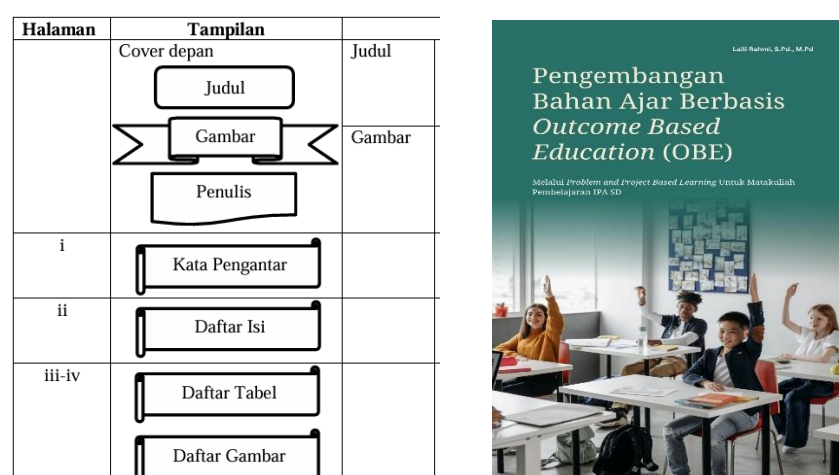 Halaman Tampilan
Cover depan Judul
Judul
Gambar Gambar
Penulis
i
Kata Pengantar
ii
Daftar Isi
iii-iv
Daftar Tabel
Daftar Gambar
Laili Rahmi, S.Pd., M.Pd
Pengembangan
Bahan Ajar Berbasis
Outcome Based
Education (OBE)
Melalui Problem and Project Based Learning Untuk Matakuliah
Pembelajaran IPA SD